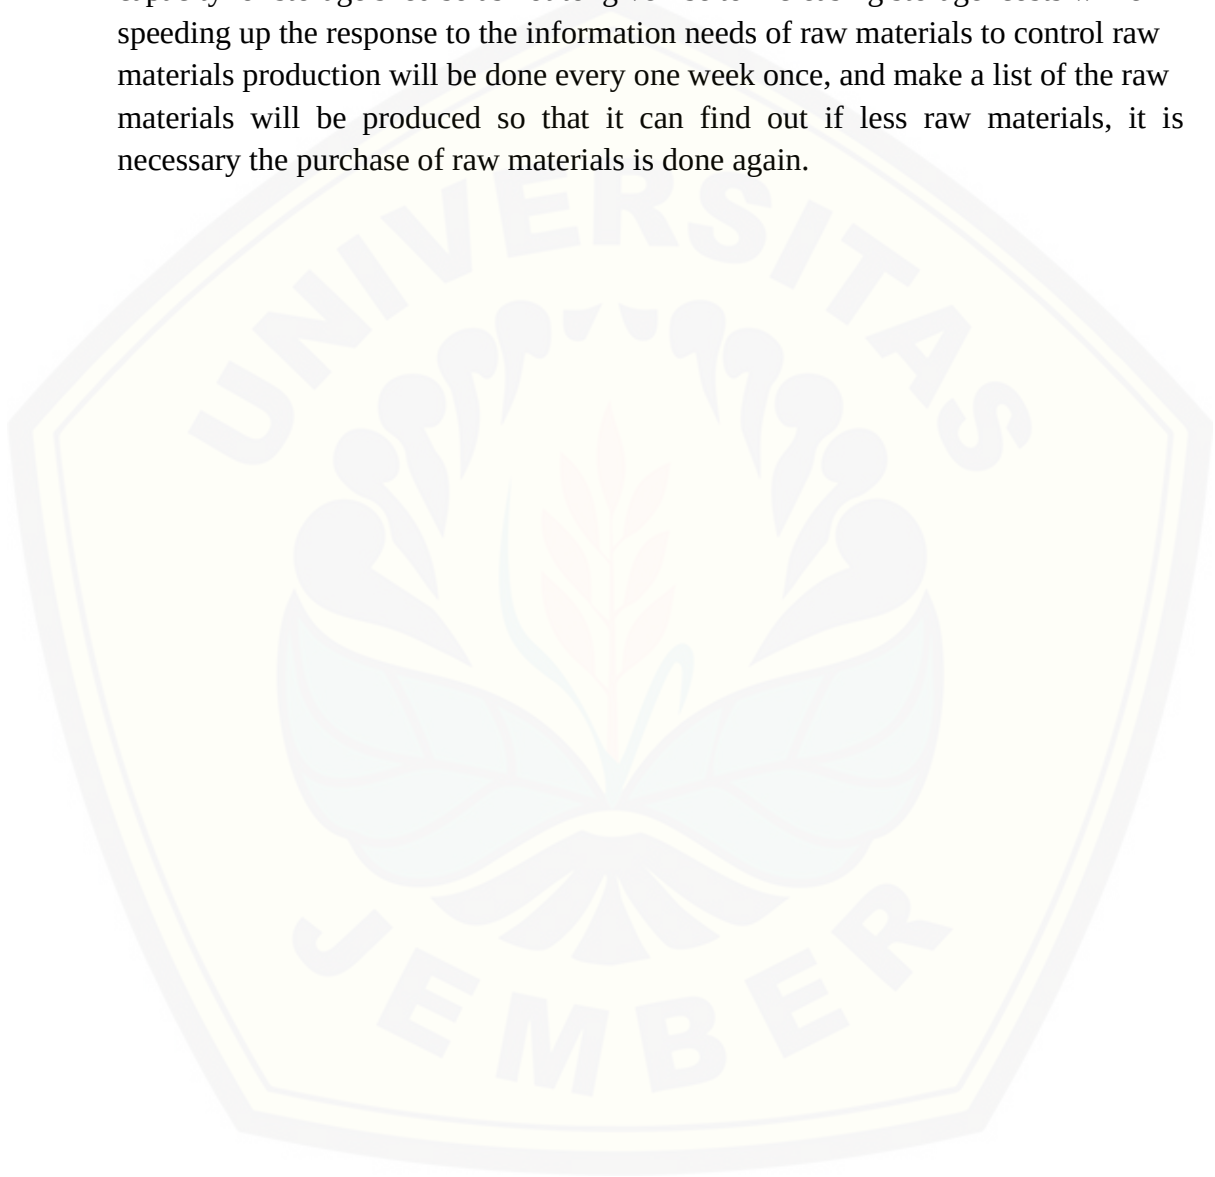 speeding up the response to the information needs of raw materials to control raw
materials production will be done every one week once, and make a list of the raw
materials will be produced so that it can find out if less raw materials, it is
necessary the purchase of raw materials is done again.
UNIVERSITAS
JEMBER